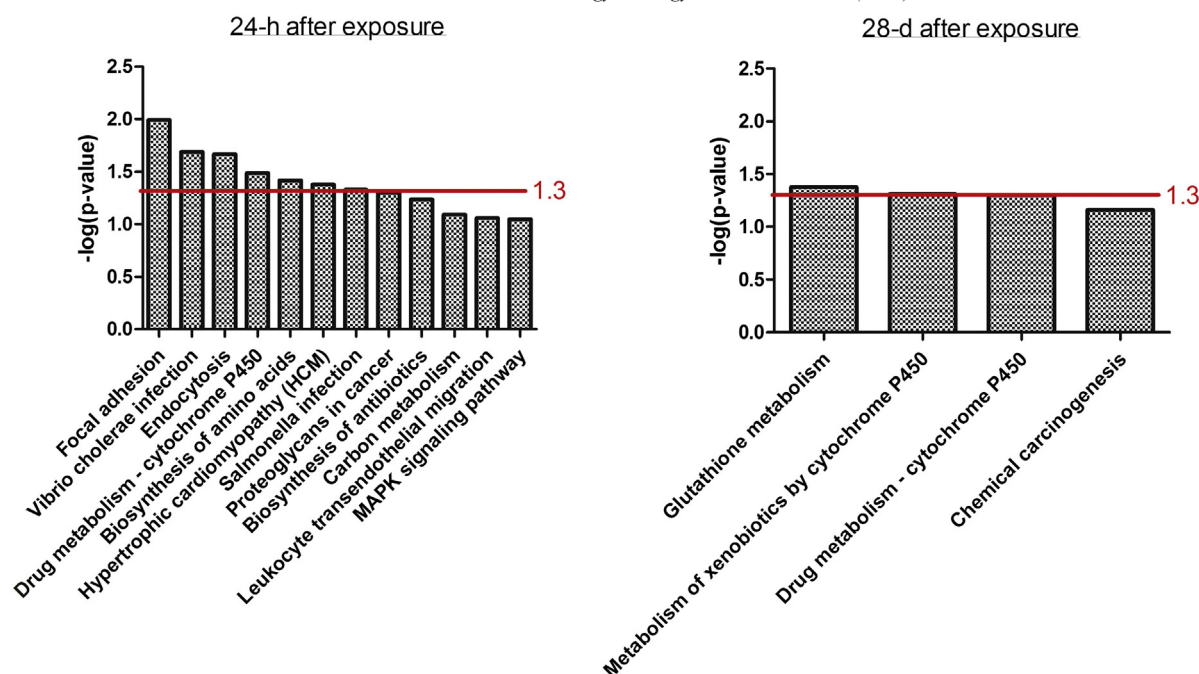 24-h after exposure
-log(p-value)
2.5
2.0
1.5
1.0
0.5
0.0
1.3
Focal adhesion
Vibrio cholerae infection
Endocytosis
Drug metabolism - cytochrome P450
Biosynthesis of amino acids
Hypertrophic cardiomyopathy (HCM)
Salmonella infection
Proteoglycans in cancer
Biosynthesis of antibiotics
Carbon metabolism
Leukocyte transendothelial migration
MAPK signaling pathway
28-d after exposure
-log(p-value)
2.5
2.0
1.5
1.0
0.5
0.0
1.3
Glutathione metabolism
Metabolism of xenobiotics by cytochrome P450
Drug metabolism - cytochrome P450
Chemical carcinogenesis